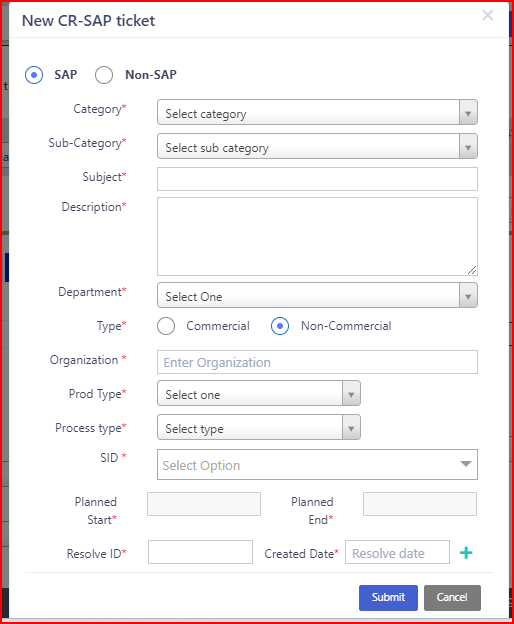 New CR-SAP ticket
SAP Non-SAP
Category* Select category
Sub-Category* Select sub category
Subject*
Description*
Department* Select One
Type* Commercial Non-Commercial
Organization * Enter Organization
Prod Type* Select one
Process type* Select type
SID * Select Option
Planned Start* Planned End*
Resolve ID* Created Date* Resolve date
Submit Cancel